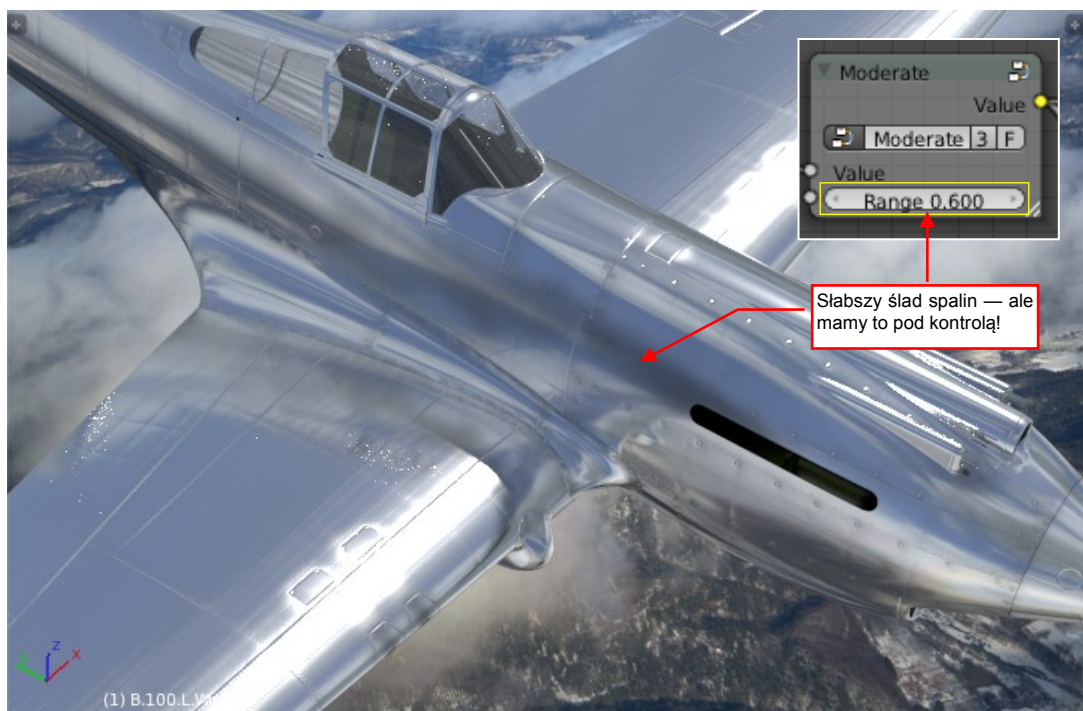 Moderate
Value
Moderate 3 F
Value
Range 0.600
Słabszy ślad spalin — ale
mamy to pod kontrolą!
z
x
(1) B.100.L.